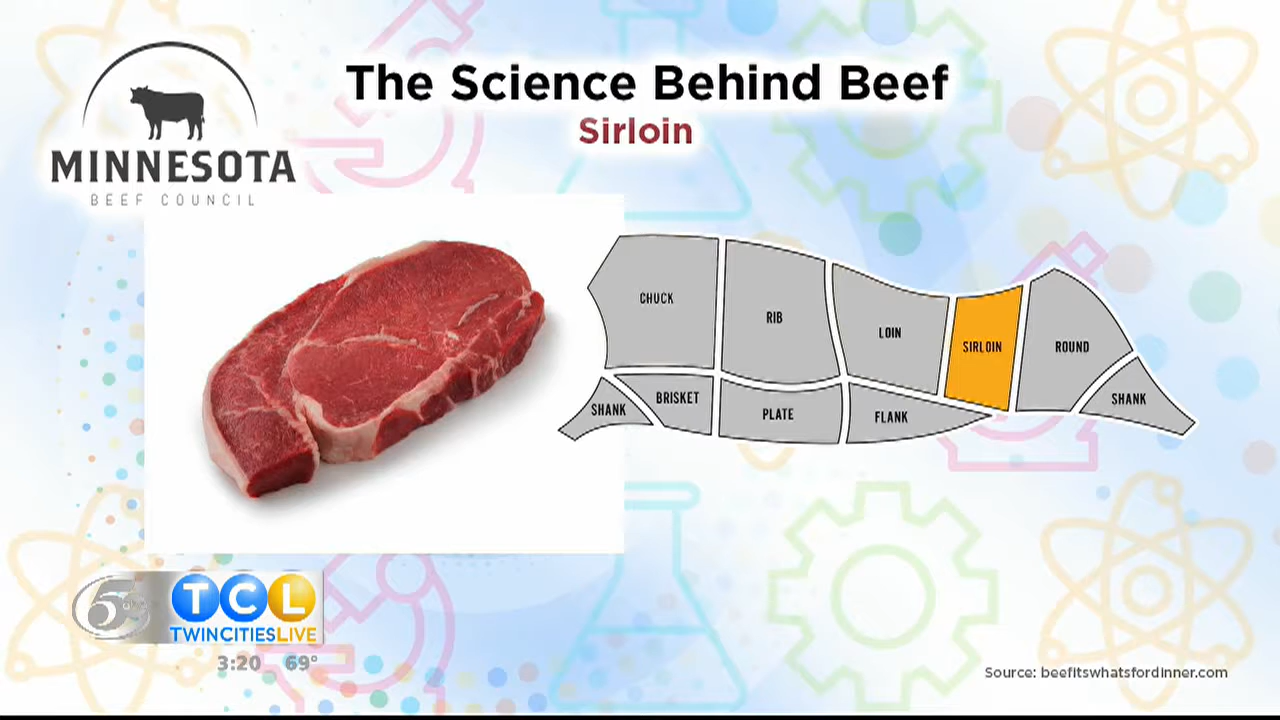 The Science Behind Beef
Sirloin
MINNESOTA
BEEF COUNCIL
CHUCK
RIB
LOIN
SIRLOIN
ROUND
SHANK
BRISKET
PLATE
FLANK
SHANK
5
TCL
TWINCITIESLIVE
3:20 69°
Source: beefitswhatsfordinner.com